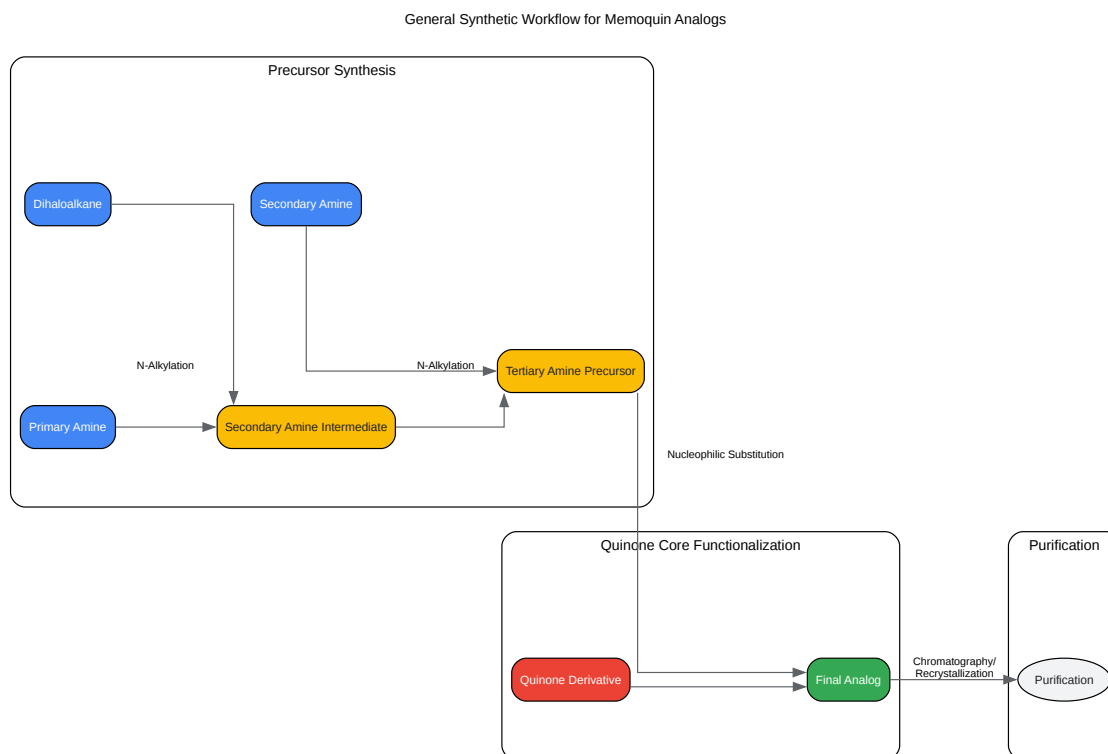 General Synthetic Workflow for Memoquin Analogs
Precursor Synthesis
Dihaloalkane
Secondary Amine
N-Alkylation
N-Alkylation
Tertiary Amine Precursor
Primary Amine
Secondary Amine Intermediate
Nucleophilic Substitution
Quinone Core Functionalization
Purification
Quinone Derivative
Final Analog
Chromatography/
Recrystallization
Purification